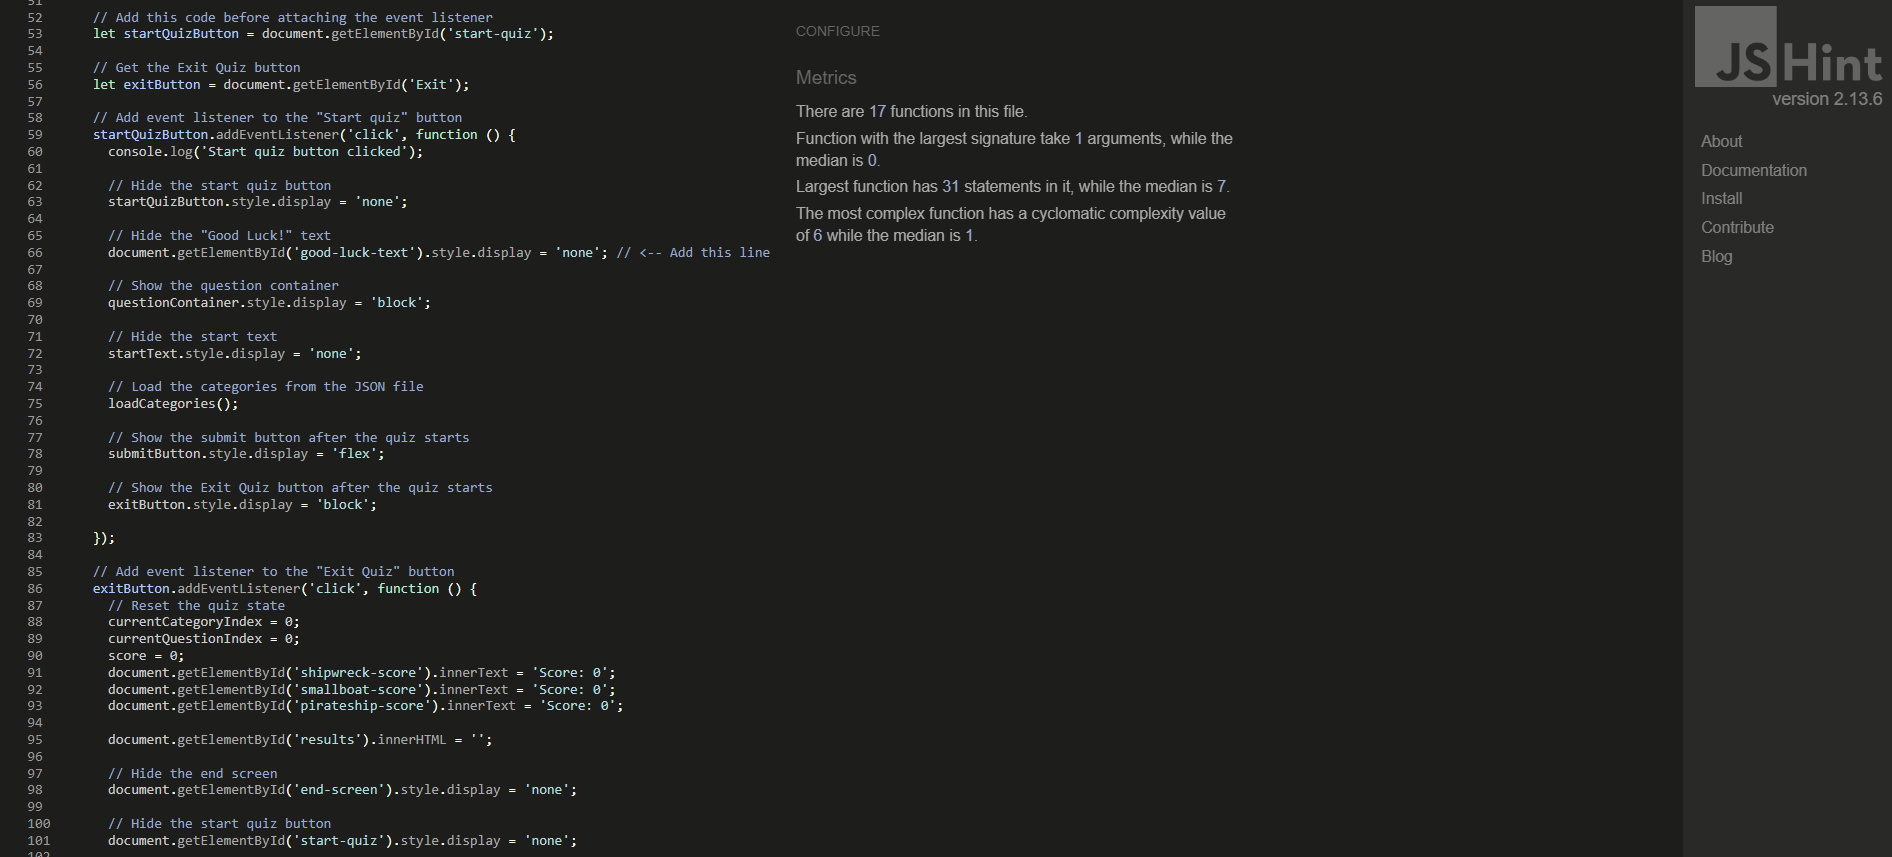 51
52 // Add this code before attaching the event listener
53 let startQuizButton = document.getElementById('start-quiz');
54
55 // Get the Exit Quiz button
56 let exitButton = document.getElementById('Exit');
57
58 // Add event listener to the "Start quiz" button
59 startQuizButton.addEventListener('click', function () {
60 console.log('Start quiz button clicked');
61
62 // Hide the start quiz button
63 startQuizButton.style.display = 'none';
64
65 // Hide the "Good Luck!" text
66 document.getElementById('good-luck-text').style.display = 'none'; // <-- Add this line
67
68 // Show the question container
69 questionContainer.style.display = 'block';
70
71 // Hide the start text
72 startText.style.display = 'none';
73
74 // Load the categories from the JSON file
75 loadCategories();
76
77 // Show the submit button after the quiz starts
78 submitButton.style.display = 'flex';
79
80 // Show the Exit Quiz button after the quiz starts
81 exitButton.style.display = 'block';
82
83 });
84
85 // Add event listener to the "Exit Quiz" button
86 exitButton.addEventListener('click', function () {
87 // Reset the quiz state
88 currentCategoryIndex = 0;
89 currentQuestionIndex = 0;
90 score = 0;
91 document.getElementById('shipwreck-score').innerText = 'Score: 0';
92 document.getElementById('smallboat-score').innerText = 'Score: 0';
93 document.getElementById('pirateship-score').innerText = 'Score: 0';
94
95 document.getElementById('results').innerHTML = '';
96
97 // Hide the end screen
98 document.getElementById('end-screen').style.display = 'none';
99
100 // Hide the start quiz button
101 document.getElementById('start-quiz').style.display = 'none';
102
CONFIGURE
Metrics
There are 17 functions in this file.
Function with the largest signature take 1 arguments, while the
median is 0.
Largest function has 31 statements in it, while the median is 7.
The most complex function has a cyclomatic complexity value
of 6 while the median is 1.
JSHint
version 2.13.6
About
Documentation
Install
Contribute
Blog